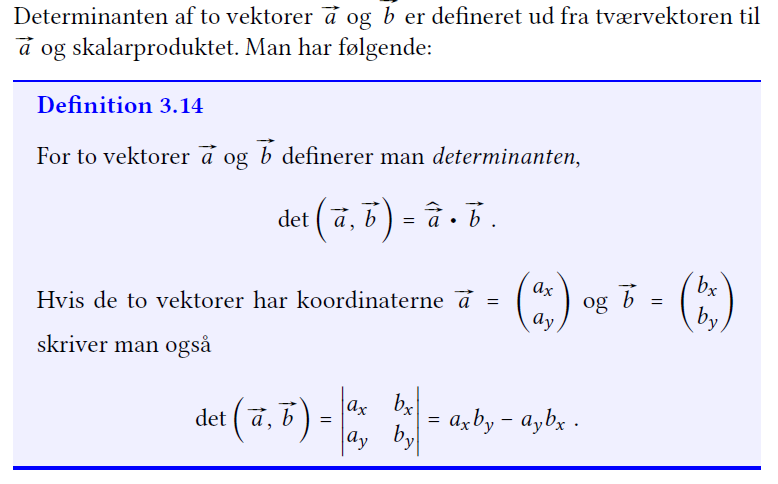 Determinanten af to vektorer \(\vec{a}\) og \(\vec{b}\) er defineret ud fra tværvektoren til
\(\vec{a}\) og skalarproduktet. Man har følgende:
Definition 3.14
For to vektorer \(\vec{a}\) og \(\vec{b}\) definerer man determinanten,
\(\det\left(\vec{a}, \vec{b}\right) = \widehat{\vec{a}} \bullet \vec{b}\) .
Hvis de to vektorer har koordinaterne \(\vec{a} = \begin{pmatrix} a_x \\ a_y \end{pmatrix}\) og \(\vec{b} = \begin{pmatrix} b_x \\ b_y \end{pmatrix}\)
skriver man også
\(\det\left(\vec{a}, \vec{b}\right) = \begin{vmatrix} a_x & b_x \\ a_y & b_y \end{vmatrix} = a_x b_y - a_y b_x\) .